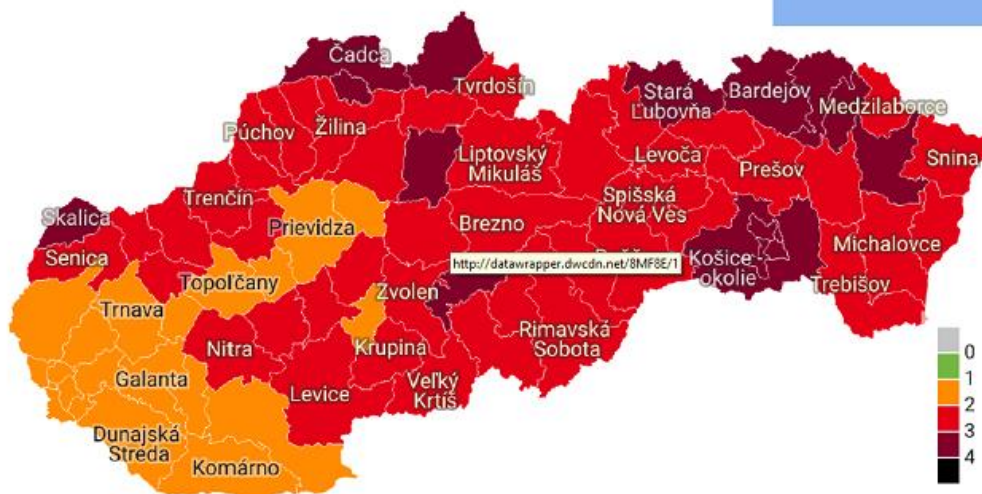 Čadca
Tvrdošín
Stará
Ľubovňa
Bardejov
Medzilaborce
Púchov
Žilina
Liptovský
Mikuláš
Levoča
Prešov
Snina
Trenčín
Spišská
Nová Ves
Skalica
Prievidza
Brezno
Senica
Michalovce
http://datawrapper.dwcdn.net/8MF8E/1
Košice -
okolie
Topoľčany
Zvolen
Trebišov
Trnava
Nitra
Krupina
Rimavská
Sobota
Galanta
Levice
Veľký
Krtíš
Dunajská
Streda
Komárno
0
1
2
3
4